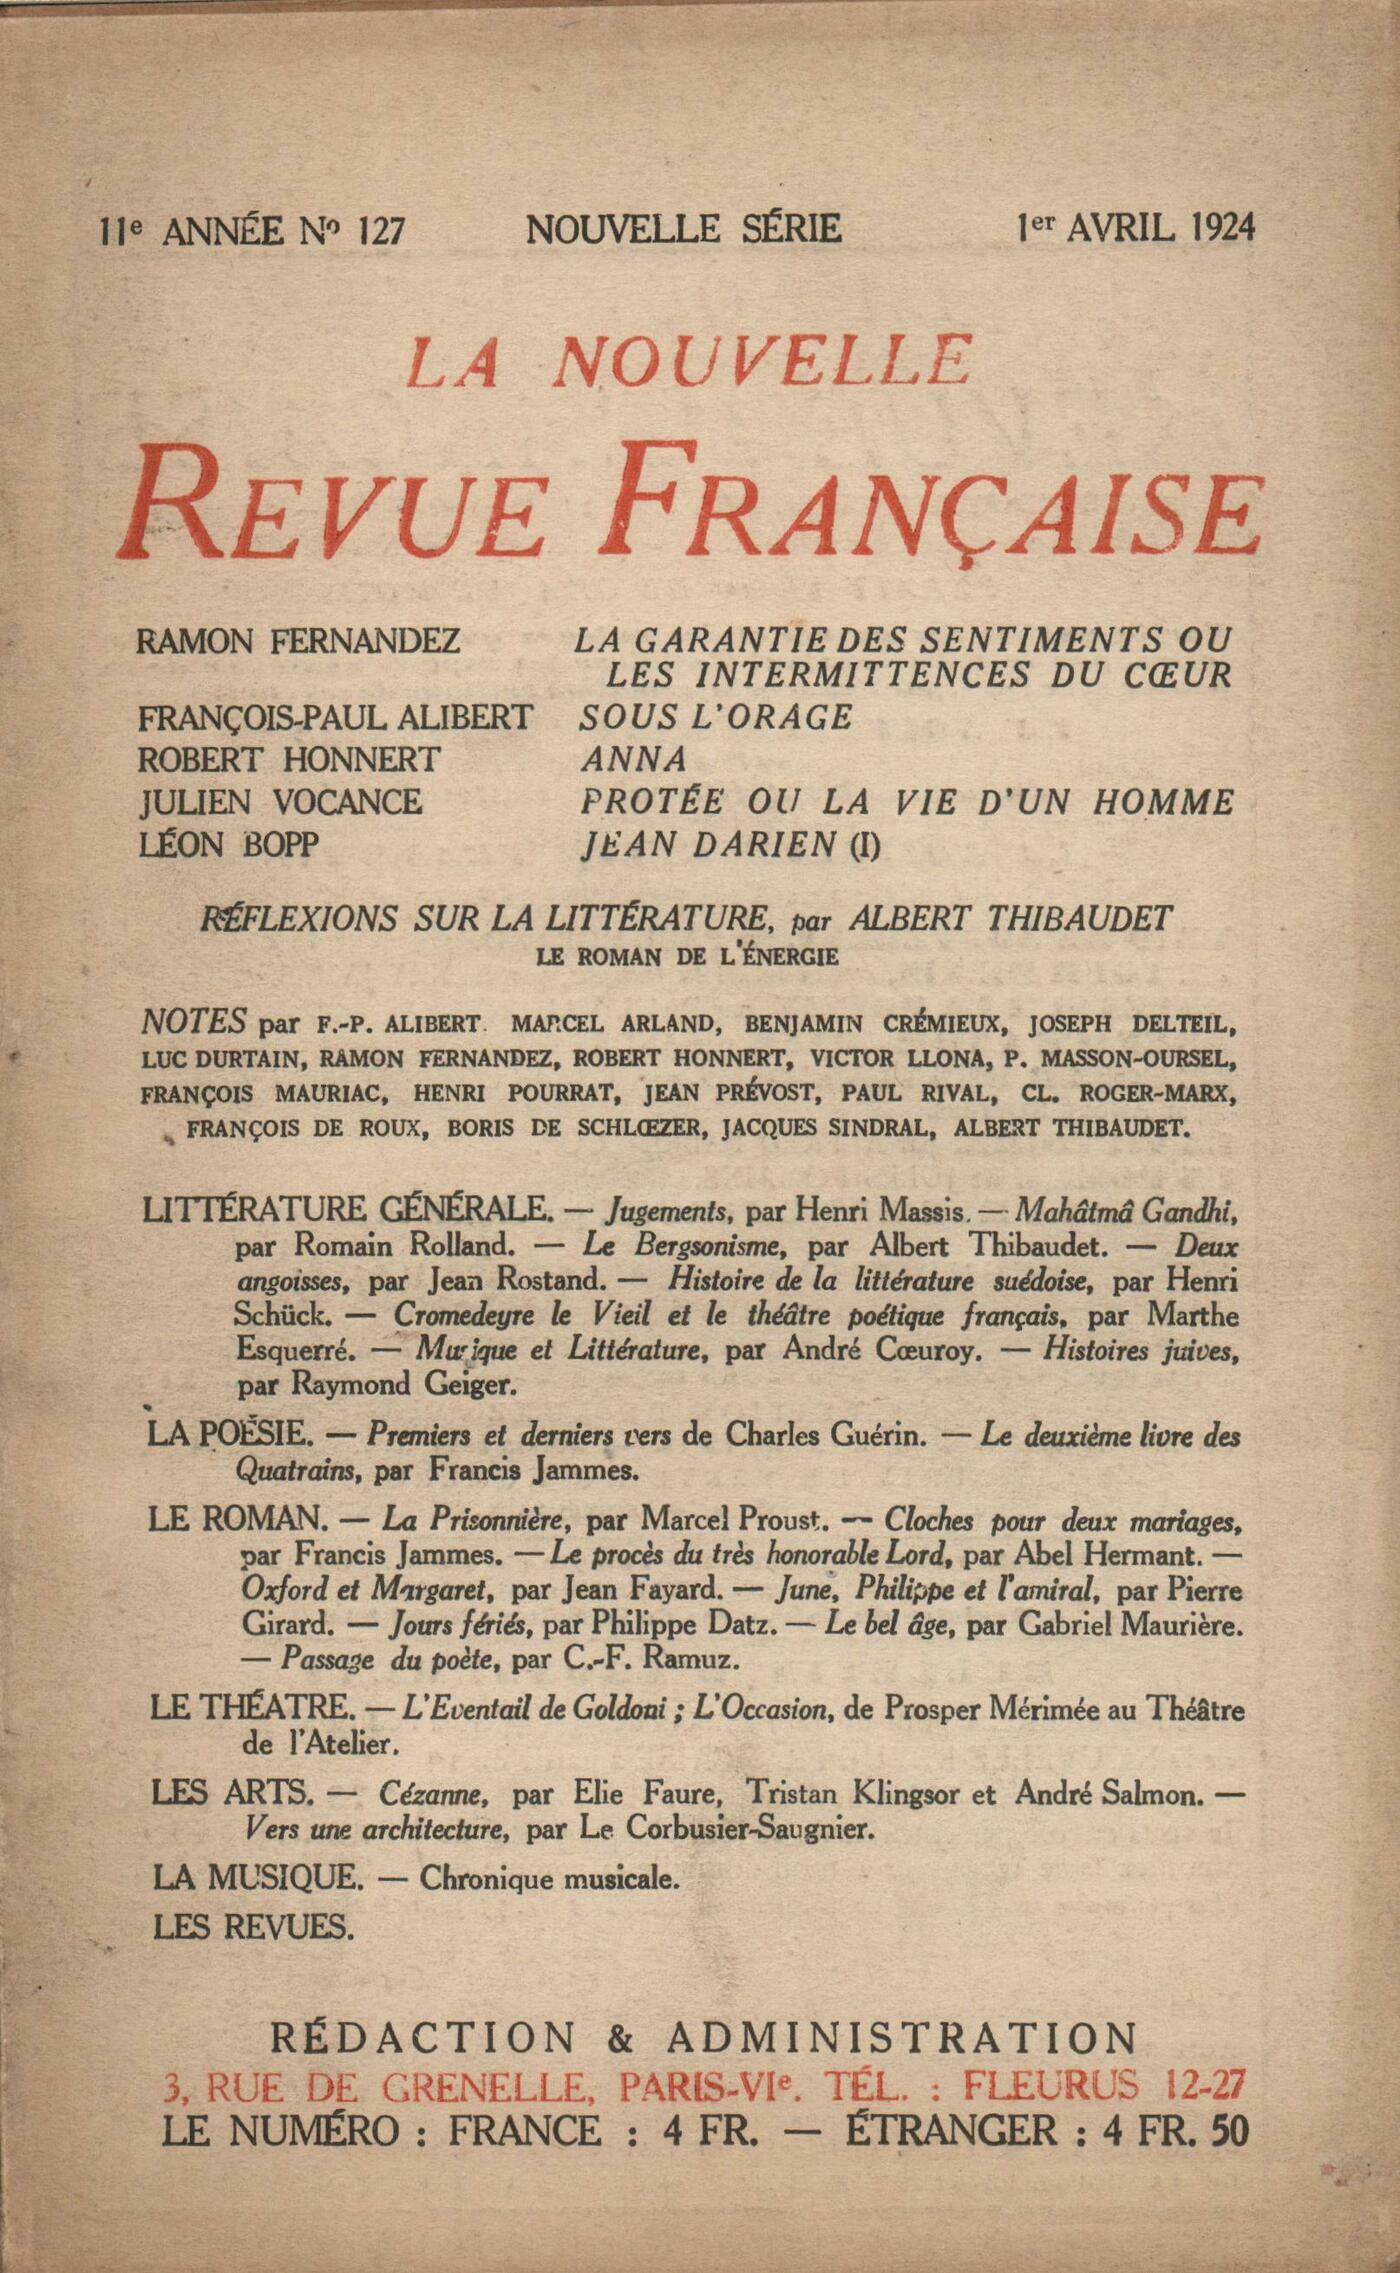 11e ANNÉE No 127 NOUVELLE SÉRIE 1er AVRIL 1924
LA NOUVELLE
REVUE FRANÇAISE
RAMON FERNANDEZ LA GARANTIE DES SENTIMENTS OU
LES INTERMITTENCES DU CŒUR
FRANÇOIS-PAUL ALIBERT SOUS L'ORAGE
ROBERT HONNERT ANNA
JULIEN VOCANCE PROTÉE OU LA VIE D'UN HOMME
LÉON BOPP JEAN DARIEN (I)
RÉFLEXIONS SUR LA LITTÉRATURE, par ALBERT THIBAUDET
LE ROMAN DE L'ÉNERGIE
NOTES par F.-P. ALIBERT. MARCEL ARLAND, BENJAMIN CRÉMIEUX, JOSEPH DELTEIL,
LUC DURTAIN, RAMON FERNANDEZ, ROBERT HONNERT, VICTOR LLONA, P. MASSON-OURSEL,
FRANÇOIS MAURIAC, HENRI POURRAT, JEAN PRÉVOST, PAUL RIVAL, CL. ROGER-MARX,
FRANÇOIS DE ROUX, BORIS DE SCHLŒZER, JACQUES SINDRAL, ALBERT THIBAUDET.
LITTÉRATURE GÉNÉRALE. — Jugements, par Henri Massis. — Mahâtmâ Gandhi,
par Romain Rolland. — Le Bergsonisme, par Albert Thibaudet. — Deux
angoisses, par Jean Rostand. — Histoire de la littérature suédoise, par Henri
Schück. — Cromedeyre le Vieil et le théâtre poétique français, par Marthe
Esquerré. — Musique et Littérature, par André Cœuroy. — Histoires juives,
par Raymond Geiger.
LA POÉSIE. — Premiers et derniers vers de Charles Guérin. — Le deuxième livre des
Quatrains, par Francis Jammes.
LE ROMAN. — La Prisonnière, par Marcel Proust. — Cloches pour deux mariages,
par Francis Jammes. — Le procès du très honorable Lord, par Abel Hermant. —
Oxford et Margaret, par Jean Fayard. — June, Philippe et l'amiral, par Pierre
Girard. — Jours fériés, par Philippe Datz. — Le bel âge, par Gabriel Maurière.
— Passage du poète, par C.-F. Ramuz.
LE THÉATRE. — L'Eventail de Goldoni ; L'Occasion, de Prosper Mérimée au Théâtre
de l'Atelier.
LES ARTS. — Cézanne, par Elie Faure, Tristan Klingsor et André Salmon. —
Vers une architecture, par Le Corbusier-Saugnier.
LA MUSIQUE. — Chronique musicale.
LES REVUES.
RÉDACTION & ADMINISTRATION
3, RUE DE GRENELLE, PARIS-VIe. TÉL. : FLEURUS 12-27
LE NUMÉRO : FRANCE : 4 FR. — ÉTRANGER : 4 FR. 50